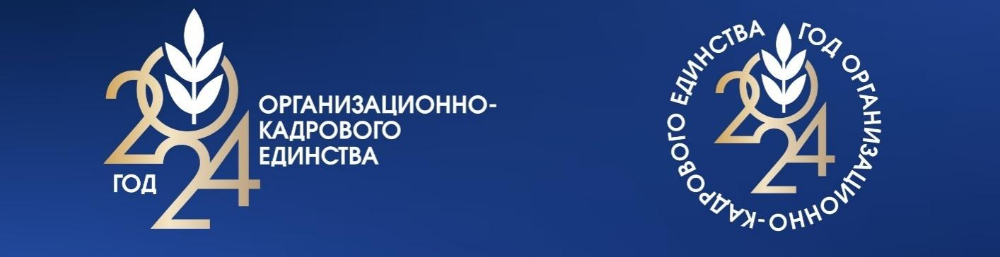 2024
ГОД
ОРГАНИЗАЦИОННО-
КАДРОВОГО
ЕДИНСТВА
ГОД ОРГАНИЗАЦИОННО-КАДРОВОГО ЕДИНСТВА
2024